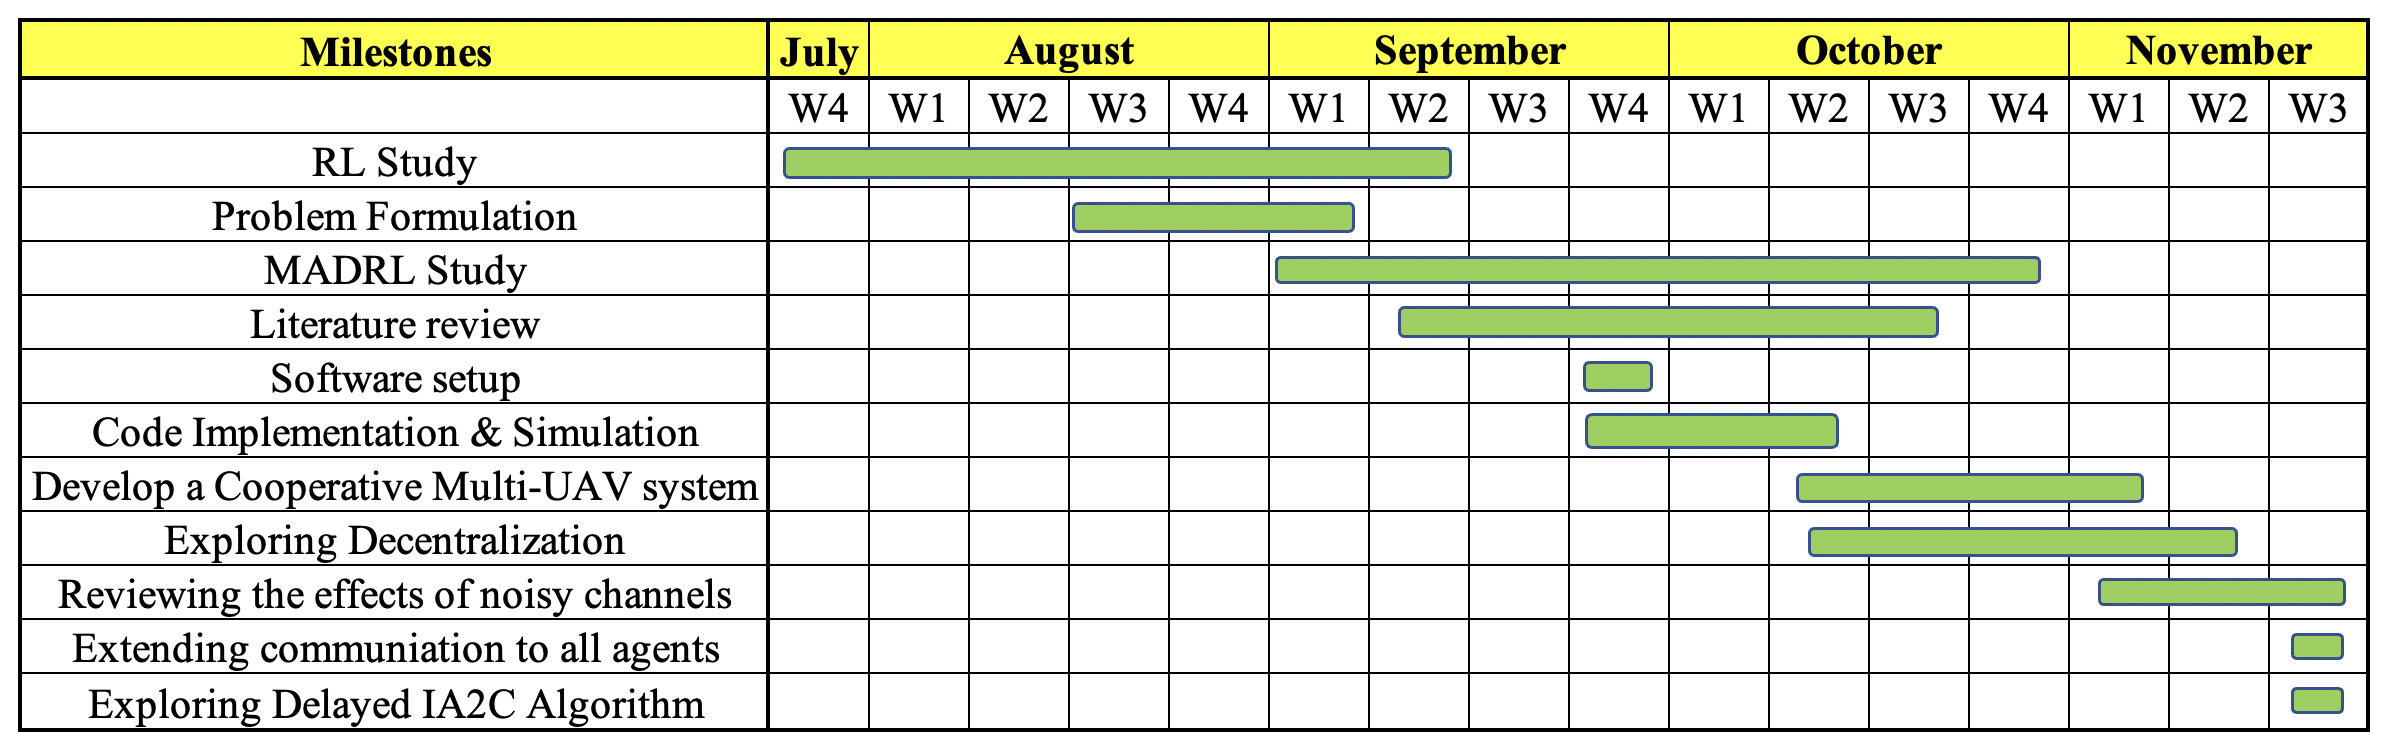 Milestones July August September October November
W4 W1 W2 W3 W4 W1 W2 W3 W4 W1 W2 W3 W4 W1 W2 W3
RL Study
Problem Formulation
MADRL Study
Literature review
Software setup
Code Implementation & Simulation
Develop a Cooperative Multi-UAV system
Exploring Decentralization
Reviewing the effects of noisy channels
Extending communiation to all agents
Exploring Delayed IA2C Algorithm